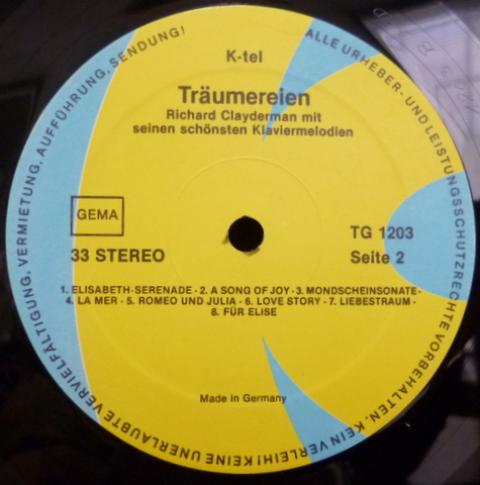 K-tel
Träumereien
Richard Clayderman mit
seinen schönsten Klaviermelodien
GEMA
33 STEREO
TG 1203
Seite 2
1. ELISABETH-SERENADE - 2. A SONG OF JOY - 3. MONDSCHEINSONATE -
4. LA MER - 5. ROMEO UND JULIA - 6. LOVE STORY - 7. LIEBESTRAUM -
8. FÜR ELISE
Made in Germany
ALLE URHEBER- UND LEISTUNGSSCHUTZRECHTE VORBEHALTEN. KEIN VERLEIH! KEINE UNERLAUBTE VERVIELFÄLTIGUNG, VERMIETUNG, AUFFÜHRUNG, SENDUNG!